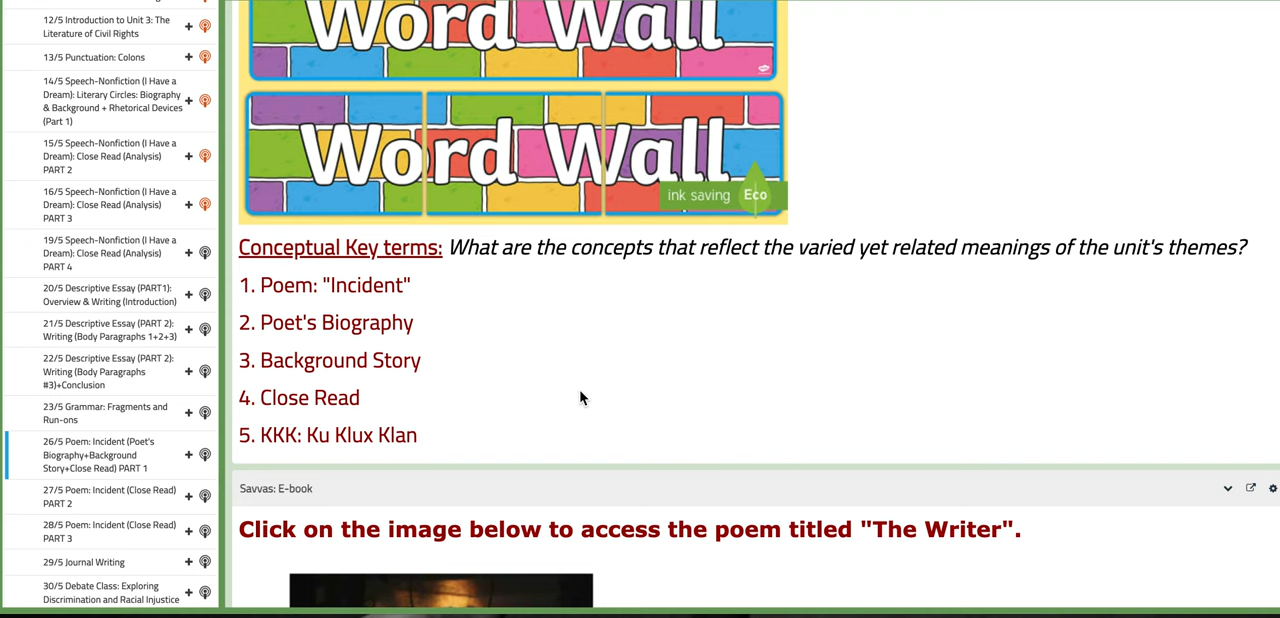 12/5 Introduction to Unit 3: The
Literature of Civil Rights
13/5 Punctuation: Colons
14/5 Speech-Nonfiction (I Have a
Dream): Literary Circles: Biography
& Background + Rhetorical Devices
(Part 1)
15/5 Speech-Nonfiction (I Have a
Dream): Close Read (Analysis)
PART 2
16/5 Speech-Nonfiction (I Have a
Dream): Close Read (Analysis)
PART 3
19/5 Speech-Nonfiction (I Have a
Dream): Close Read (Analysis)
PART 4
20/5 Descriptive Essay (PART1):
Overview & Writing (Introduction)
21/5 Descriptive Essay (PART 2):
Writing (Body Paragraphs 1+2+3)
22/5 Descriptive Essay (PART 2):
Writing (Body Paragraphs
#3)+Conclusion
23/5 Grammar: Fragments and
Run-ons
26/5 Poem: Incident (Poet's
Biography+Background
Story+Close Read) PART 1
27/5 Poem: Incident (Close Read)
PART 2
28/5 Poem: Incident (Close Read)
PART 3
29/5 Journal Writing
30/5 Debate Class: Exploring
Discrimination and Racial Injustice
Word Wall
Word Wall
ink saving Eco
Conceptual Key terms: What are the concepts that reflect the varied yet related meanings of the unit's themes?
1. Poem: "Incident"
2. Poet's Biography
3. Background Story
4. Close Read
5. KKK: Ku Klux Klan
Savvas: E-book
Click on the image below to access the poem titled "The Writer".